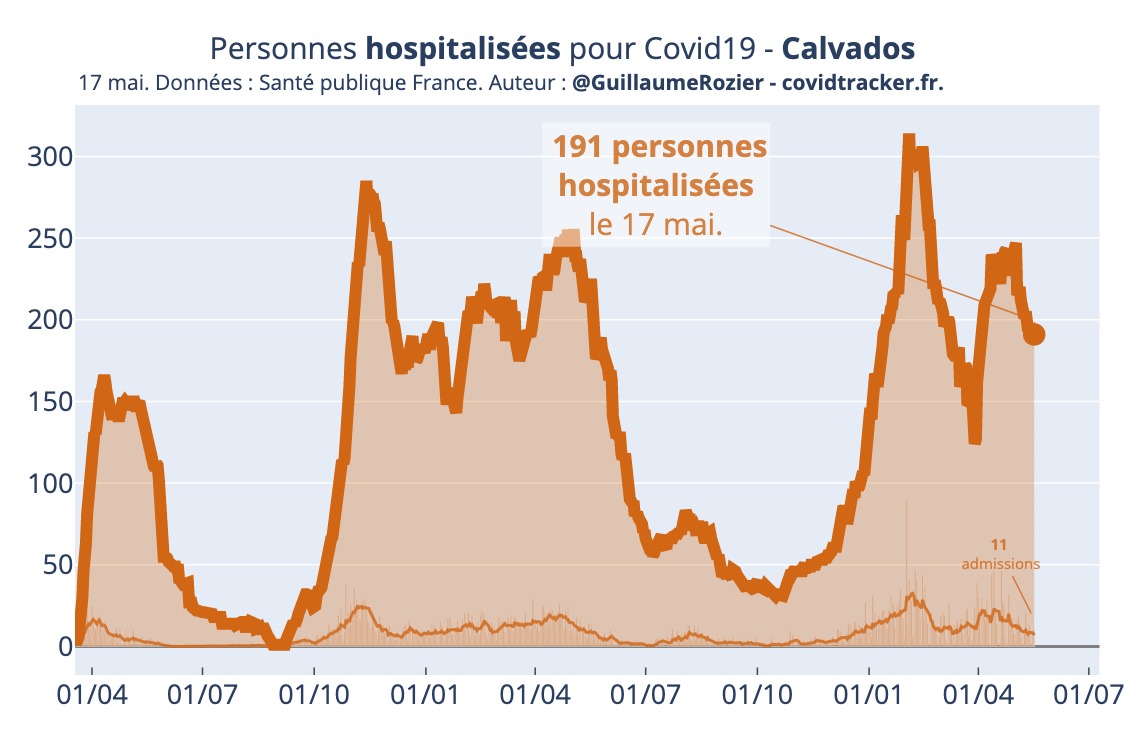 Personnes hospitalisées pour Covid19 - Calvados
17 mai. Données : Santé publique France. Auteur : @GuillaumeRozier - covidtracker.fr.
191 personnes
hospitalisées
le 17 mai.
300
250
200
150
100
50
0
11
admissions
01/04 01/07 01/10 01/01 01/04 01/07 01/10 01/01 01/04 01/07